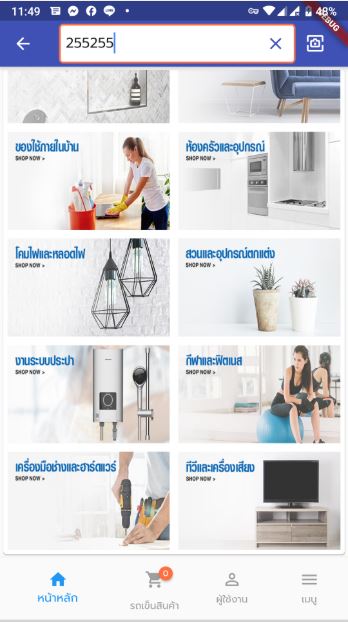 11:49
48%
DEBUG
255255
ของใช้ภายในบ้าน
SHOP NOW >
ห้องครัวและอุปกรณ์
SHOP NOW >
โคมไฟและหลอดไฟ
SHOP NOW >
สวนและอุปกรณ์ตกแต่ง
SHOP NOW >
งานระบบประปา
SHOP NOW >
กีฬาและฟิตเนส
SHOP NOW >
เครื่องมือช่างและฮาร์ดแวร์
SHOP NOW >
ทีวีและเครื่องเสียง
SHOP NOW >
0
หน้าหลัก
รถเข็นสินค้า
ผู้ใช้งาน
เมนู